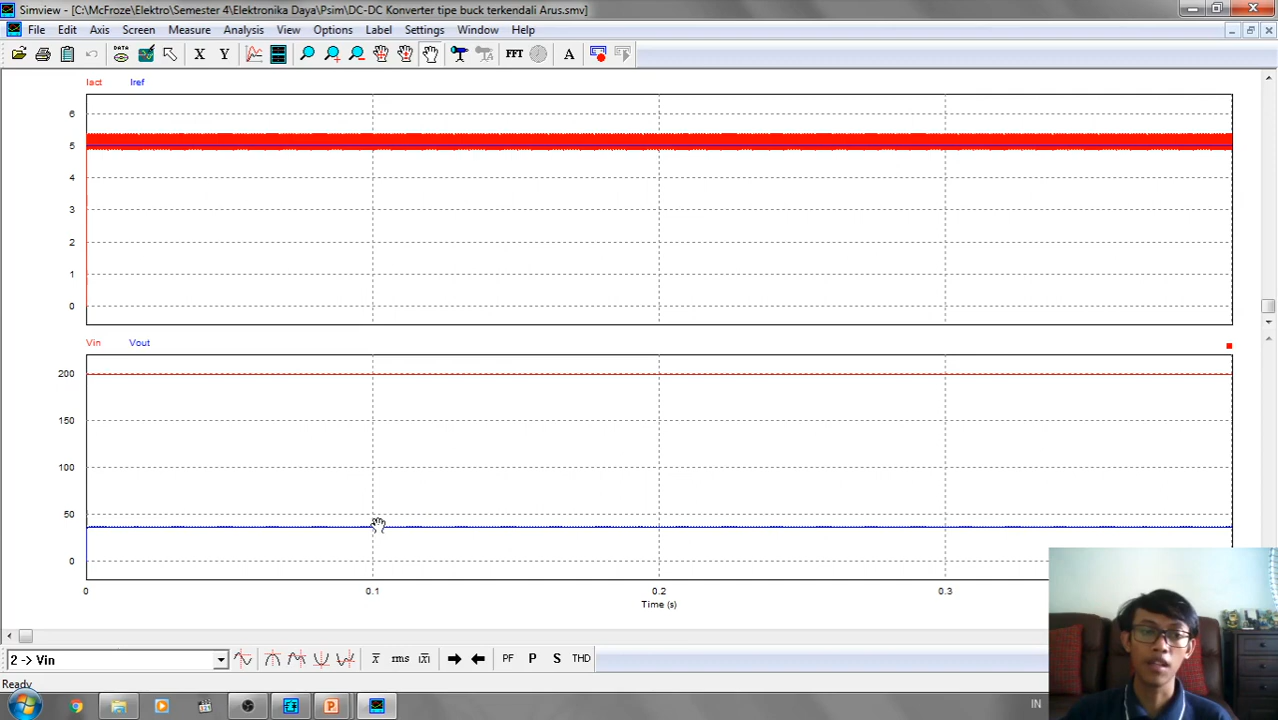 Simview - [C:\McFroze\Elektro\Semester 4\Elektronika Daya\Psim\DC-DC Konverter tipe buck terkendali Arus.smv]
File Edit Axis Screen Measure Analysis View Options Label Settings Window Help
DATA X Y FFT A
Iact Iref
6
5
4
3
2
1
0
Vin Vout
200
150
100
50
0
0 0.1 0.2 0.3
Time (s)
2 -> Vin x rms |x| PF P S THD
Ready
IN